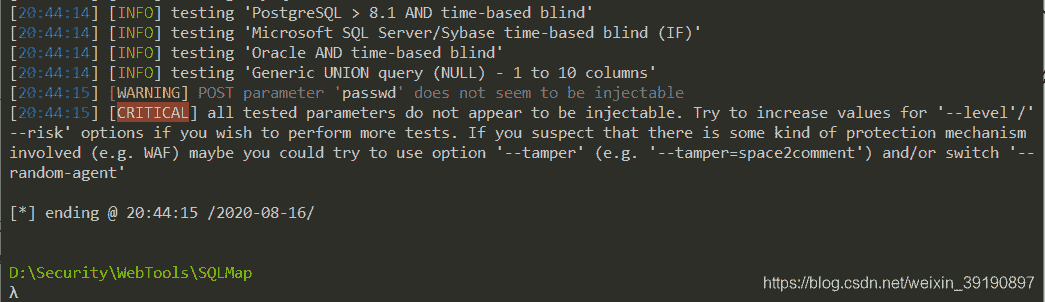 [20:44:14] [INFO] testing 'PostgreSQL > 8.1 AND time-based blind'
[20:44:14] [INFO] testing 'Microsoft SQL Server/Sybase time-based blind (IF)'
[20:44:14] [INFO] testing 'Oracle AND time-based blind'
[20:44:14] [INFO] testing 'Generic UNION query (NULL) - 1 to 10 columns'
[20:44:15] [WARNING] POST parameter 'passwd' does not seem to be injectable
[20:44:15] [CRITICAL] all tested parameters do not appear to be injectable. Try to increase values for '--level'/'
--risk' options if you wish to perform more tests. If you suspect that there is some kind of protection mechanism
involved (e.g. WAF) maybe you could try to use option '--tamper' (e.g. '--tamper=space2comment') and/or switch '--
random-agent'
[*] ending @ 20:44:15 /2020-08-16/
D:\Security\WebTools\SQLMap
λ
https://blog.csdn.net/weixin_39190897